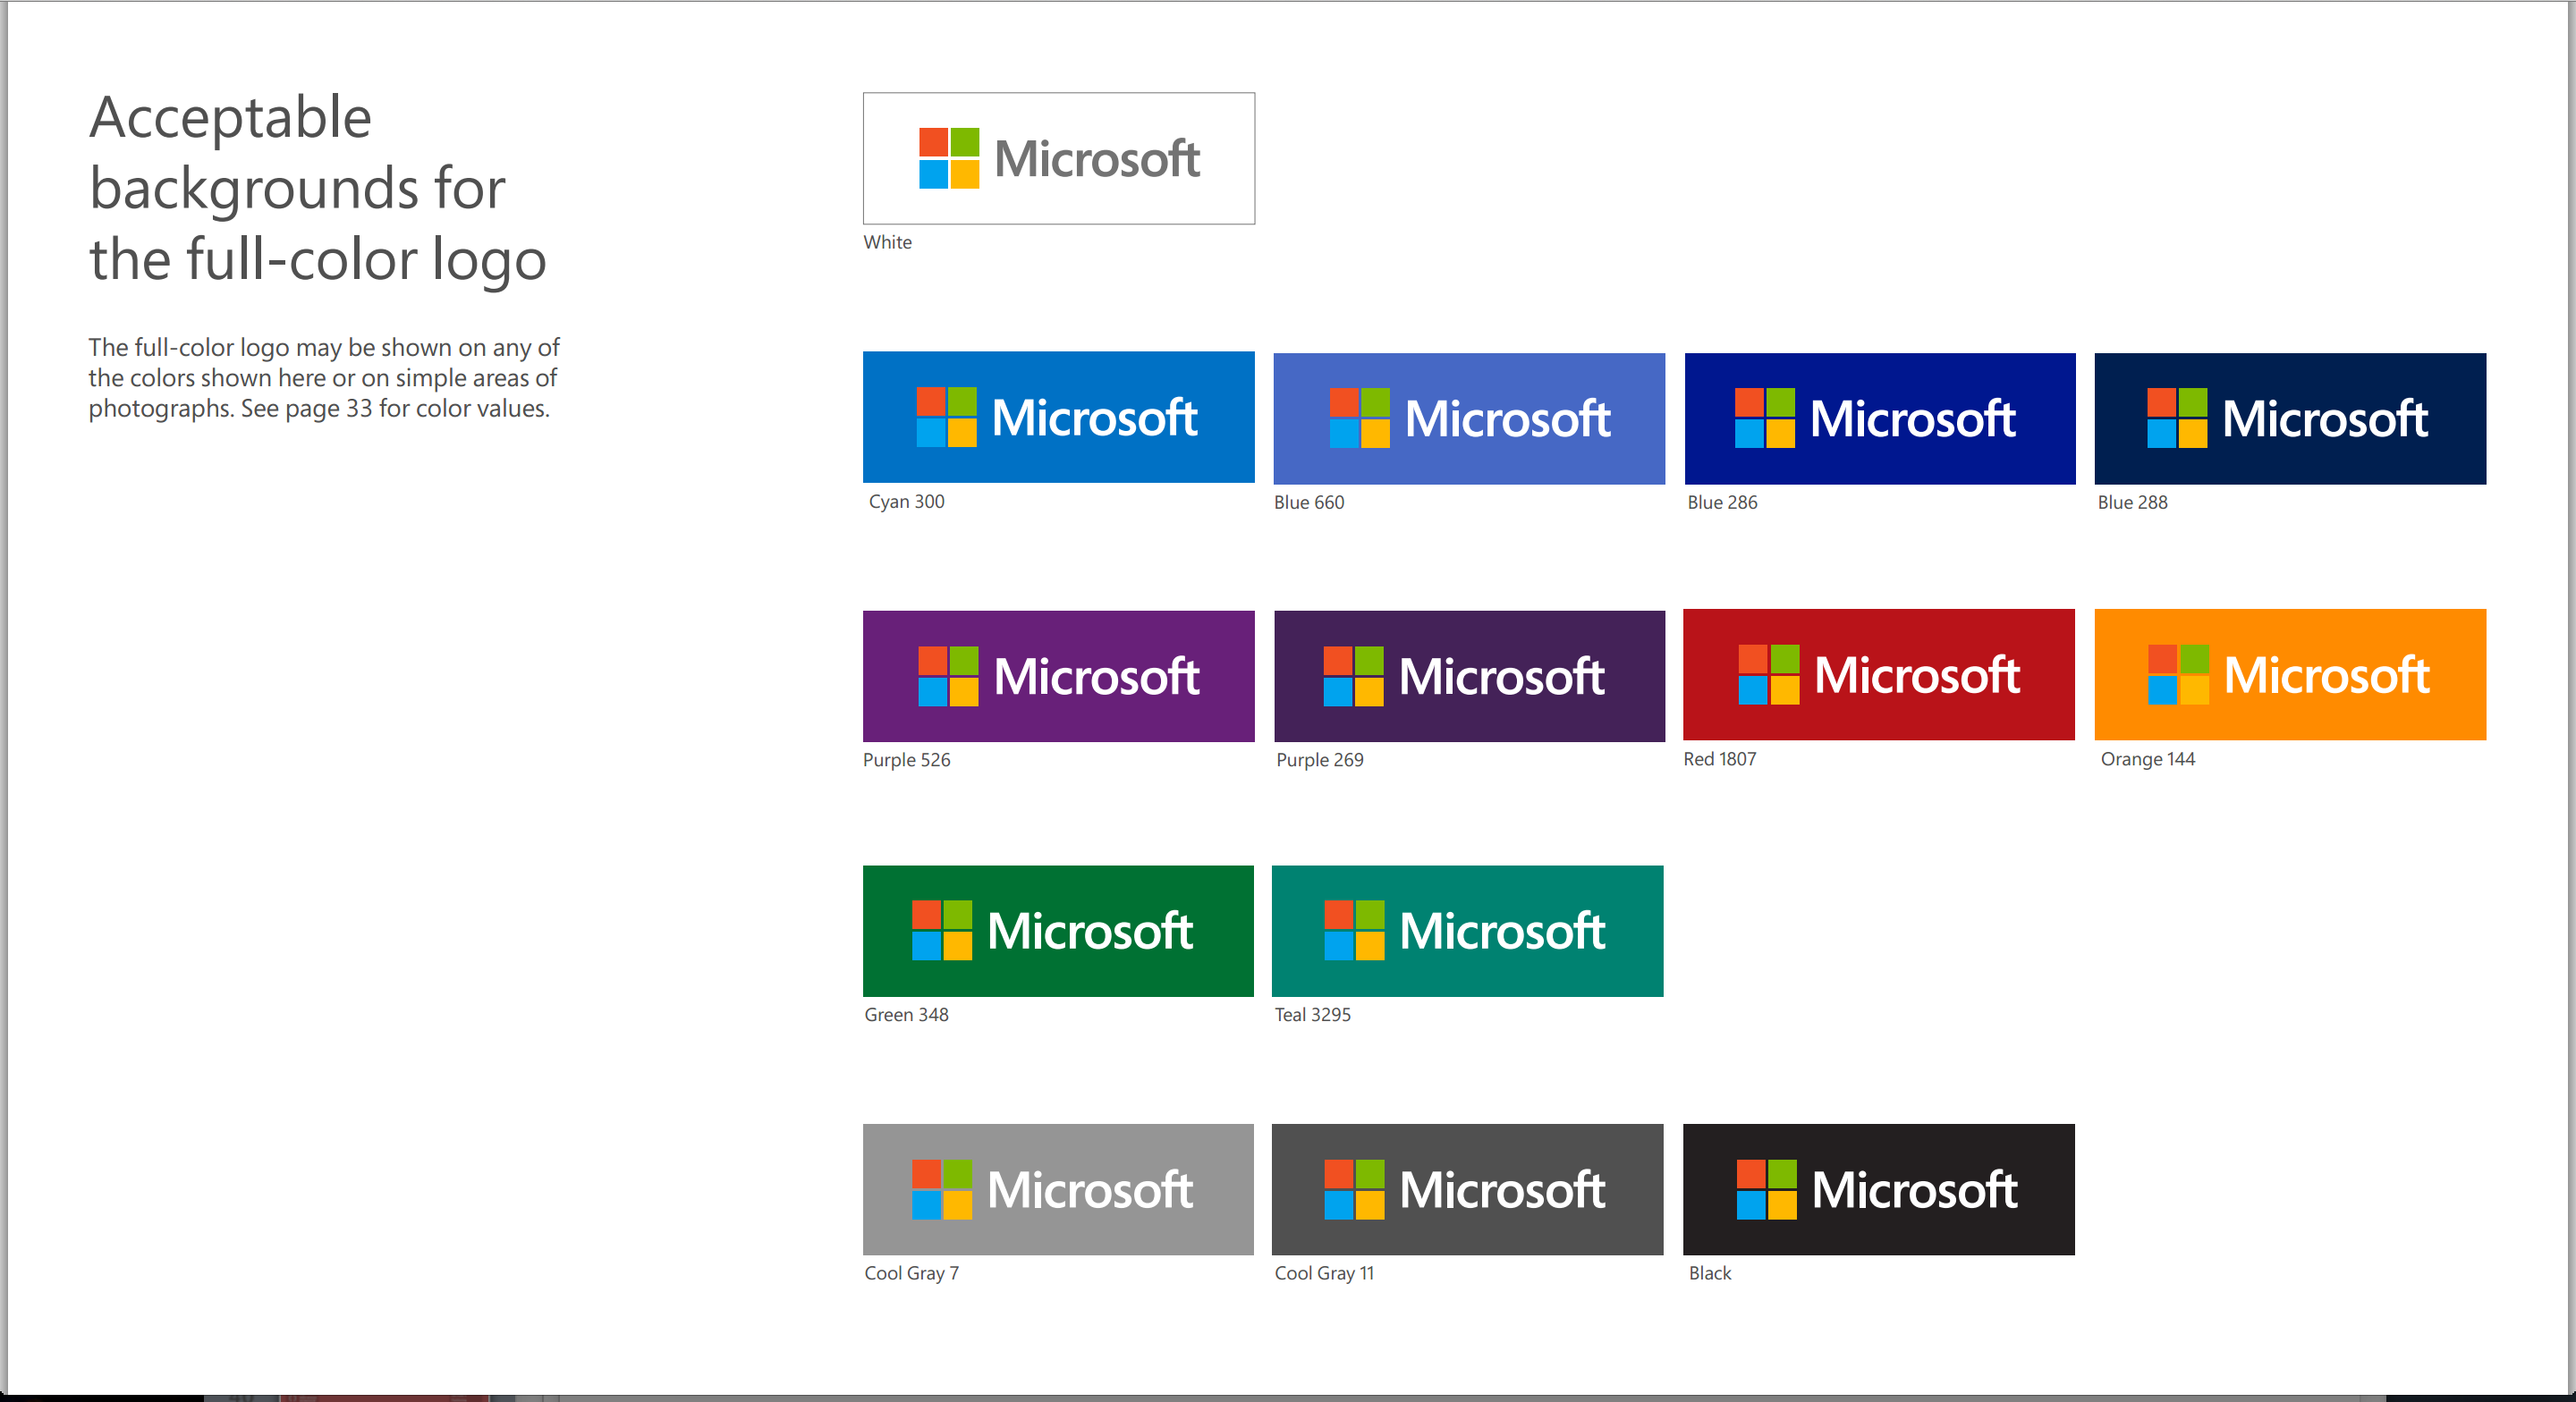 Acceptable
backgrounds for
the full-color logo
The full-color logo may be shown on any of
the colors shown here or on simple areas of
photographs. See page 33 for color values.
Microsoft
White
Microsoft
Microsoft
Microsoft
Microsoft
Cyan 300
Blue 660
Blue 286
Blue 288
Microsoft
Microsoft
Microsoft
Microsoft
Purple 526
Purple 269
Red 1807
Orange 144
Microsoft
Microsoft
Green 348
Teal 3295
Microsoft
Microsoft
Microsoft
Cool Gray 7
Cool Gray 11
Black